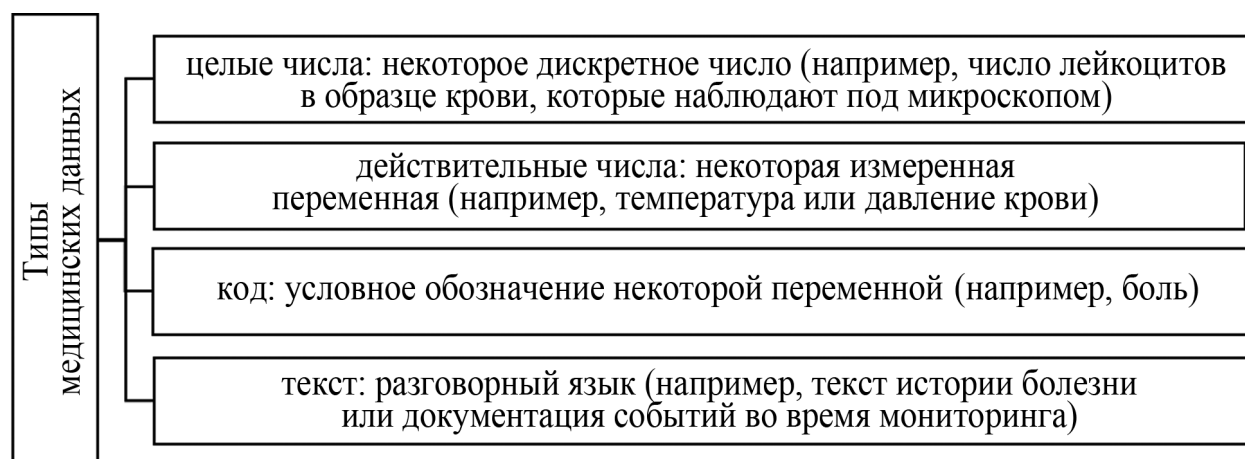 Типы
медицинских данных
целые числа: некоторое дискретное число (например, число лейкоцитов
в образце крови, которые наблюдают под микроскопом)
действительные числа: некоторая измеренная
переменная (например, температура или давление крови)
код: условное обозначение некоторой переменной (например, боль)
текст: разговорный язык (например, текст истории болезни
или документация событий во время мониторинга)